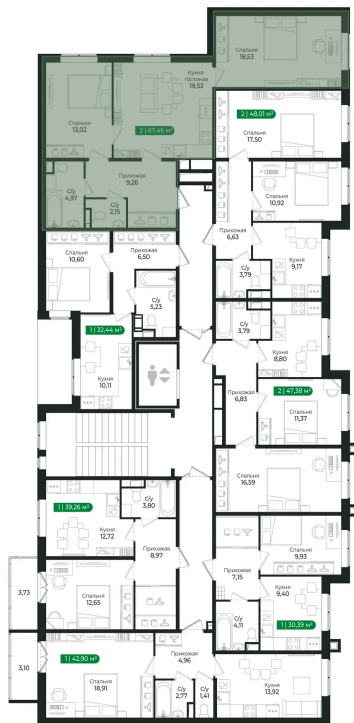 Спальня
18,53
Кухня-
гостиная
19,53
Спальня
13,02
2 | 67,46 м²
2 | 48,01 м²
Спальня
17,50
Прихожая
9,26
С/у
4,97
С/у
2,15
Спальня
10,92
Прихожая
6,63
Прихожая
6,50
Спальня
10,60
Кухня
9,17
С/у
3,79
С/у
5,23
С/у
3,79
1 | 32,44 м²
Кухня
10,11
Кухня
8,80
2 | 47,38 м²
Спальня
11,37
Прихожая
6,83
Спальня
16,59
1 | 39,26 м²
Кухня
12,72
С/у
3,80
Прихожая
8,97
Спальня
9,93
Прихожая
7,15
Кухня
9,40
3,73
Спальня
12,65
С/у
4,11
1 | 30,39 м²
3,10
1 | 42,90 м²
Спальня
18,91
Прихожая
4,96
С/у
2,77
С/у
1,41
Кухня
13,92